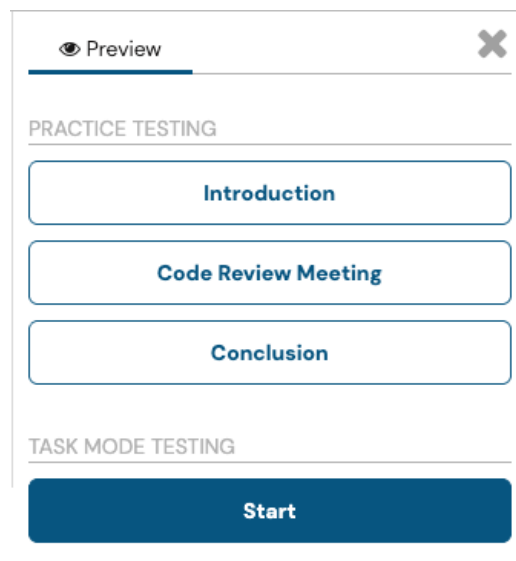 Preview
PRACTICE TESTING
Introduction
Code Review Meeting
Conclusion
TASK MODE TESTING
Start